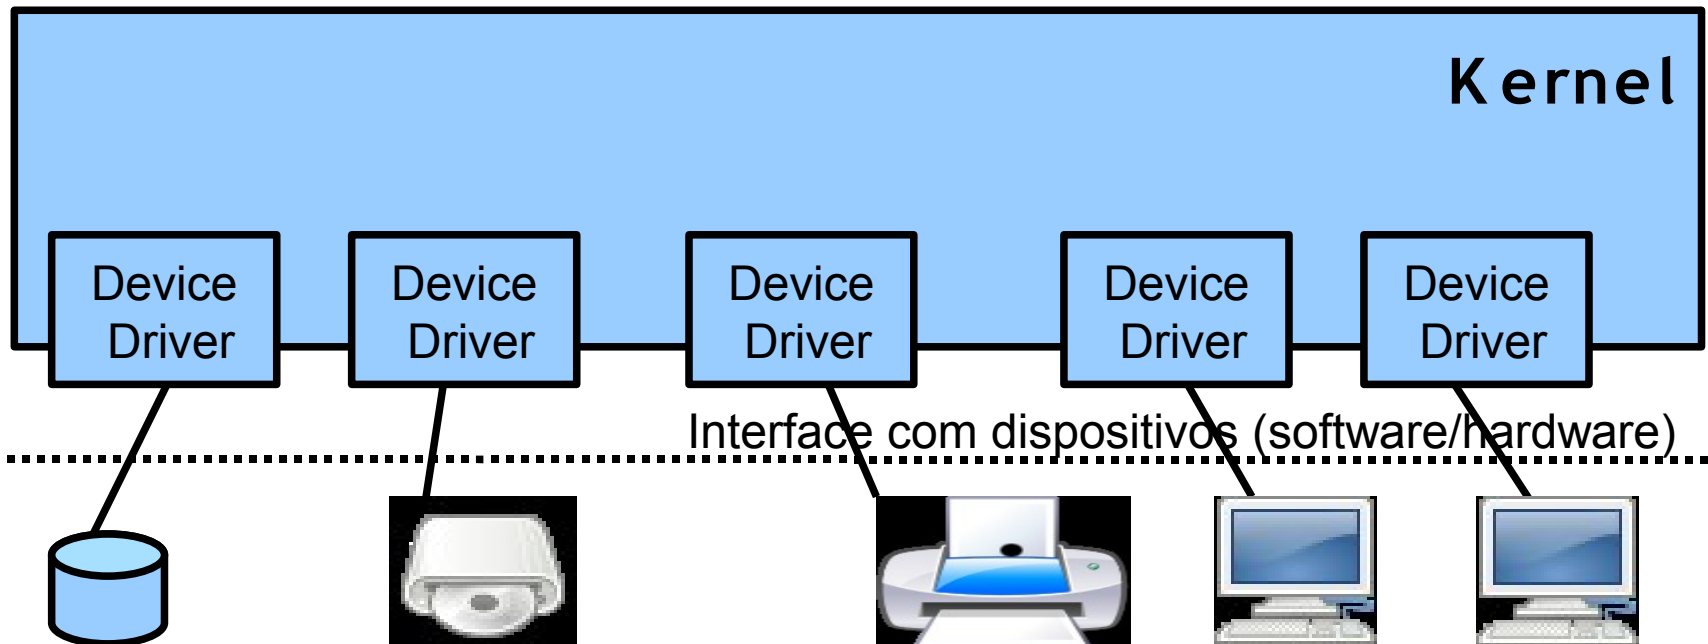 Kernel
Device
Driver
Device
Driver
Device
Driver
Device
Driver
Device
Driver
Interface com dispositivos (software/hardware)